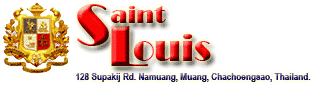 Saint
Louis
128 Supakij Rd. Namuang, Muang, Chachoengsao, Thailand.